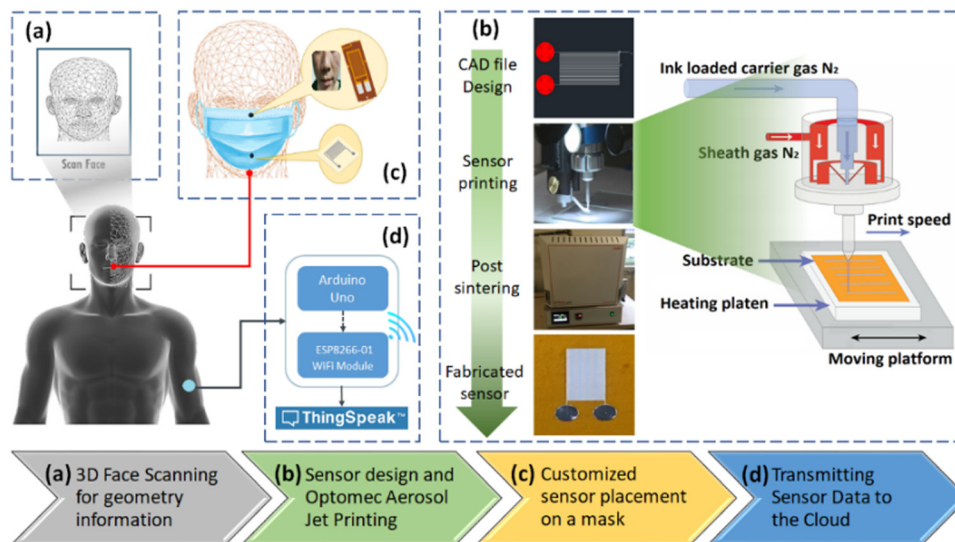 (a)
Scan Face
(c)
(d)
Arduino
Uno
ESP8266-01
WIFI Module
ThingSpeak™
(b)
CAD file
Design
Sensor
printing
Post
sintering
Fabricated
sensor
Ink loaded carrier gas N₂
Sheath gas N₂
Print speed
Substrate
Heating platen
Moving platform
(a) 3D Face Scanning
for geometry
information
(b) Sensor design and
Optomec Aerosol
Jet Printing
(c) Customized
sensor placement
on a mask
(d) Transmitting
Sensor Data to
the Cloud